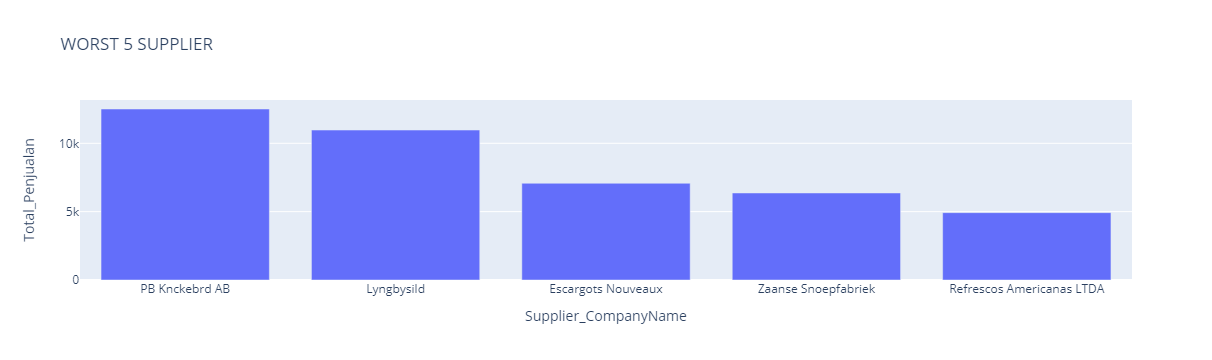 WORST 5 SUPPLIER
Total_Penjualan
10k
5k
0
PB Knckebrd AB
Lyngbysild
Escargots Nouveaux
Zaanse Snoepfabriek
Refrescos Americanas LTDA
Supplier_CompanyName